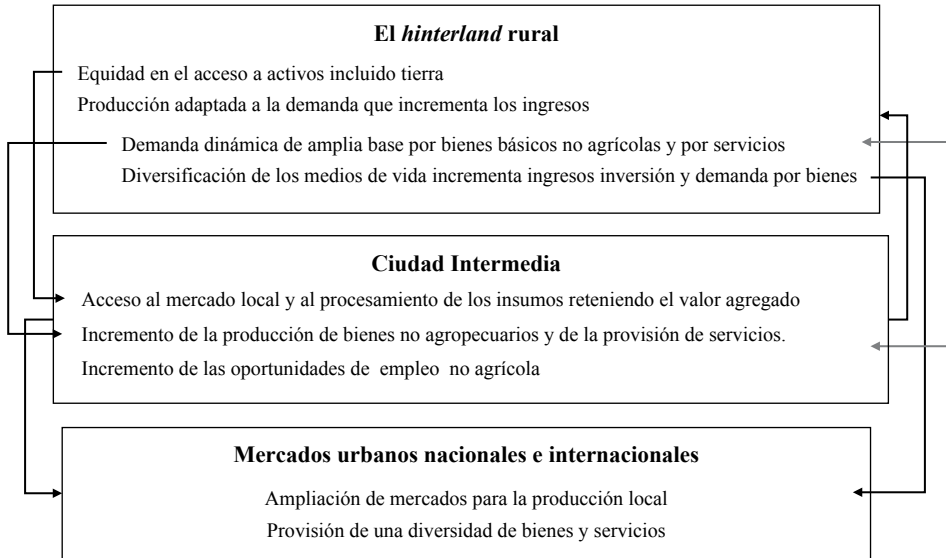 El hinterland rural
Equidad en el acceso a activos incluido tierra
Producción adaptada a la demanda que incrementa los ingresos
Demanda dinámica de amplia base por bienes básicos no agrícolas y por servicios
Diversificación de los medios de vida incrementa ingresos inversión y demanda por bienes
Ciudad Intermedia
Acceso al mercado local y al procesamiento de los insumos reteniendo el valor agregado
Incremento de la producción de bienes no agropecuarios y de la provisión de servicios.
Incremento de las oportunidades de empleo no agrícola
Mercados urbanos nacionales e internacionales
Ampliación de mercados para la producción local
Provisión de una diversidad de bienes y servicios